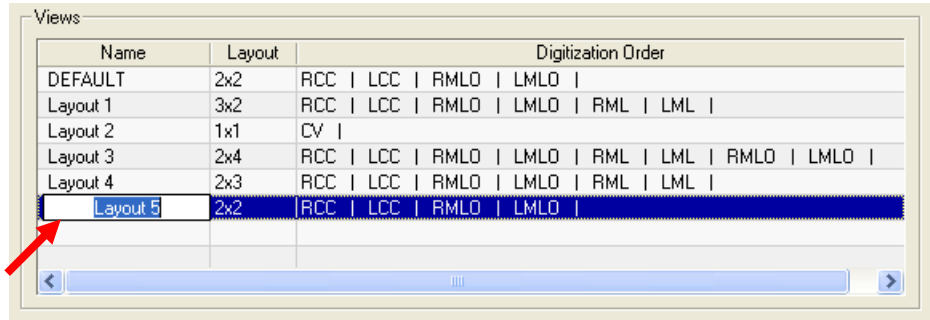 Views
Name Layout Digitization Order
DEFAULT 2x2 RCC | LCC | RMLO | LMLO |
Layout 1 3x2 RCC | LCC | RMLO | LMLO | RML | LML |
Layout 2 1x1 CV |
Layout 3 2x4 RCC | LCC | RMLO | LMLO | RML | LML | RMLO | LMLO |
Layout 4 2x3 RCC | LCC | RMLO | LMLO | RML | LML |
Layout 5 2x2 RCC | LCC | RMLO | LMLO |